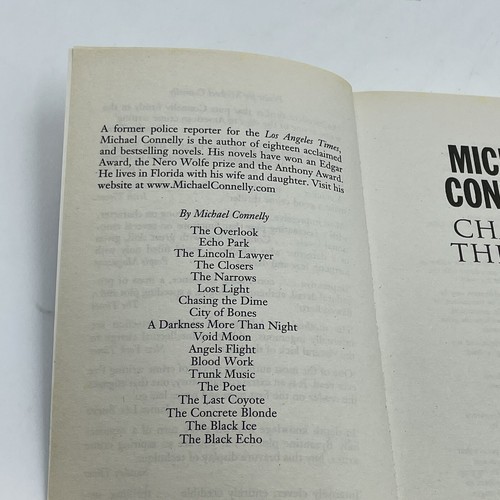 A former police reporter for the Los Angeles Times,
Michael Connelly is the author of eighteen acclaimed
and bestselling novels. His novels have won an Edgar
Award, the Nero Wolfe prize and the Anthony Award.
He lives in Florida with his wife and daughter. Visit his
website at www.MichaelConnelly.com
By Michael Connelly
The Overlook
Echo Park
The Lincoln Lawyer
The Closers
The Narrows
Lost Light
Chasing the Dime
City of Bones
A Darkness More Than Night
Void Moon
Angels Flight
Blood Work
Trunk Music
The Poet
The Last Coyote
The Concrete Blonde
The Black Ice
The Black Echo
MIC
CON
CHA
THE